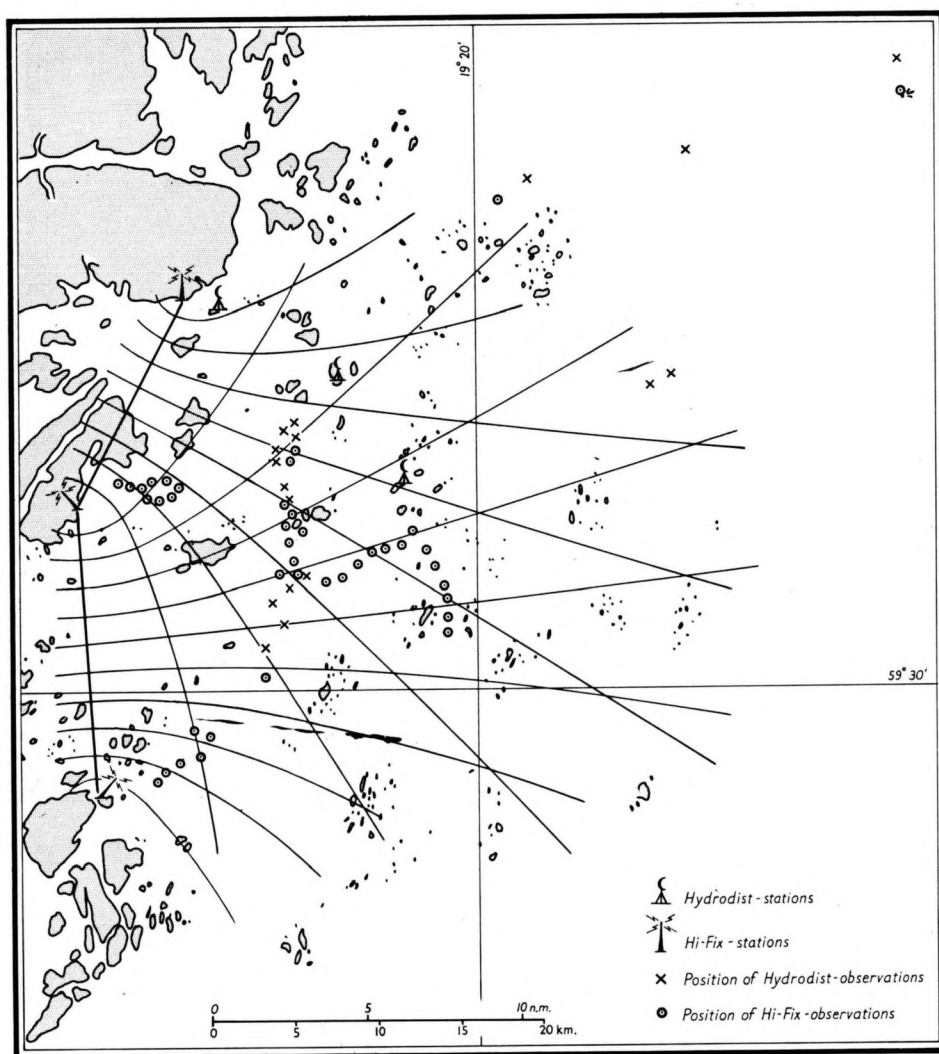 19° 20'
59° 30'
Hydrodist - stations
Hi-Fix - stations
Position of Hydrodist-observations
Position of Hi-Fix-observations
0 5 10 n.m.
0 5 10 15 20 km.